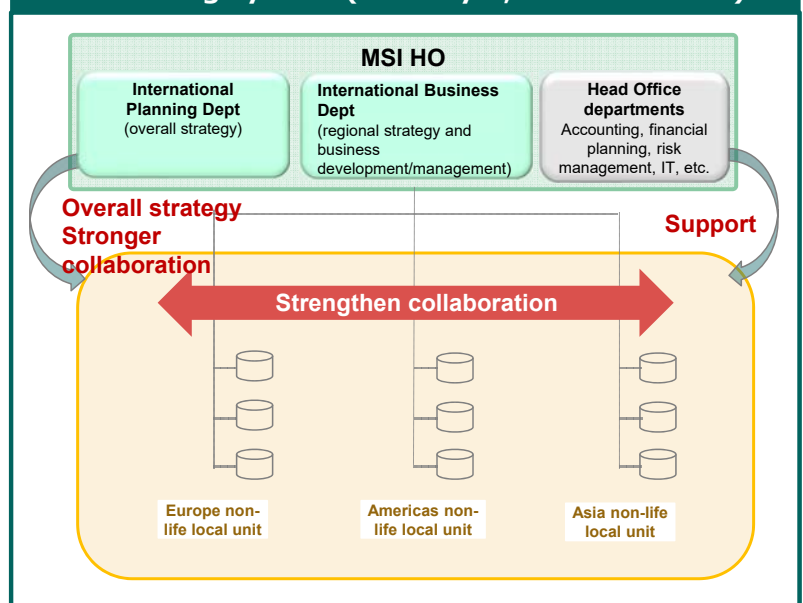 MSI HO
International
Planning Dept
(overall strategy)
International Business
Dept
(regional strategy and
business
development/management)
Head Office
departments
Accounting, financial
planning, risk
management, IT, etc.
Overall strategy
Stronger
collaboration
Support
Strengthen collaboration
Europe non-
life local unit
Americas non-
life local unit
Asia non-life
local unit